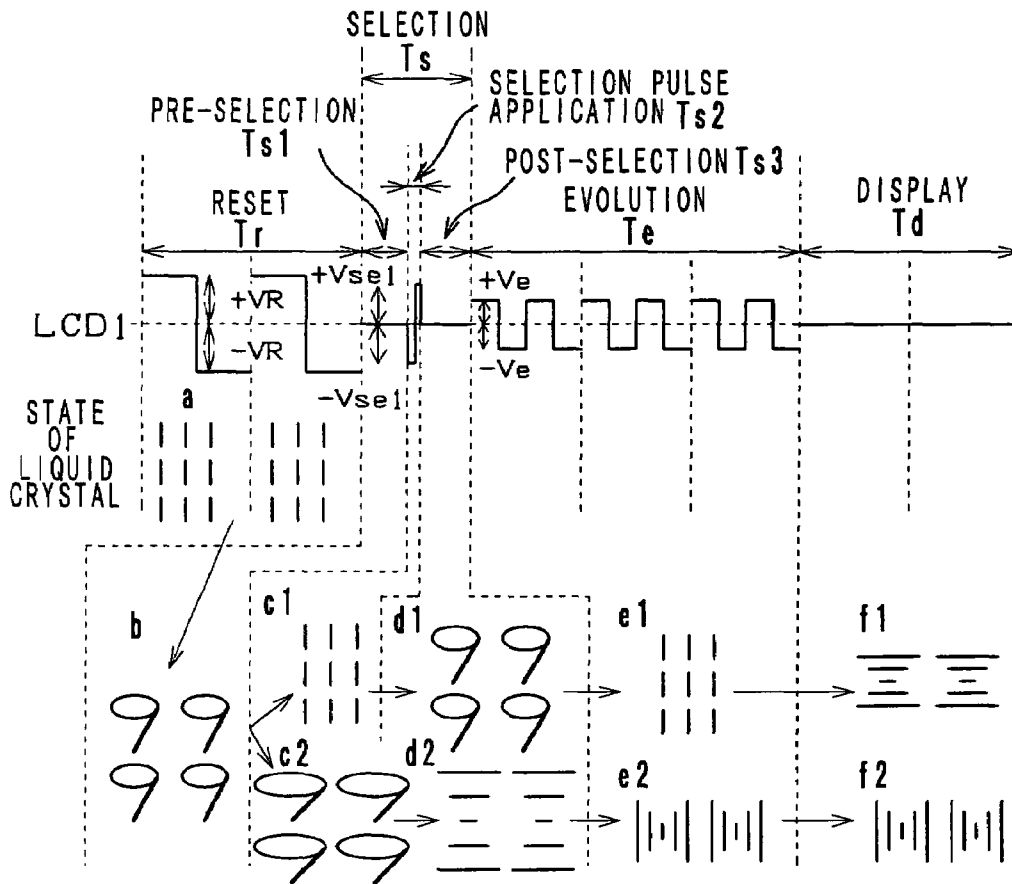 SELECTION
Ts
SELECTION PULSE
APPLICATION Ts2
PRE-SELECTION
Ts1
POST-SELECTION Ts3
RESET
Tr
EVOLUTION
Te
DISPLAY
Td
LCD1
+VR
-VR
+Vse1
-Vse1
+Ve
-Ve
STATE
OF
LIQUID
CRYSTAL
a
b
c1
c2
d1
d2
e1
e2
f1
f2